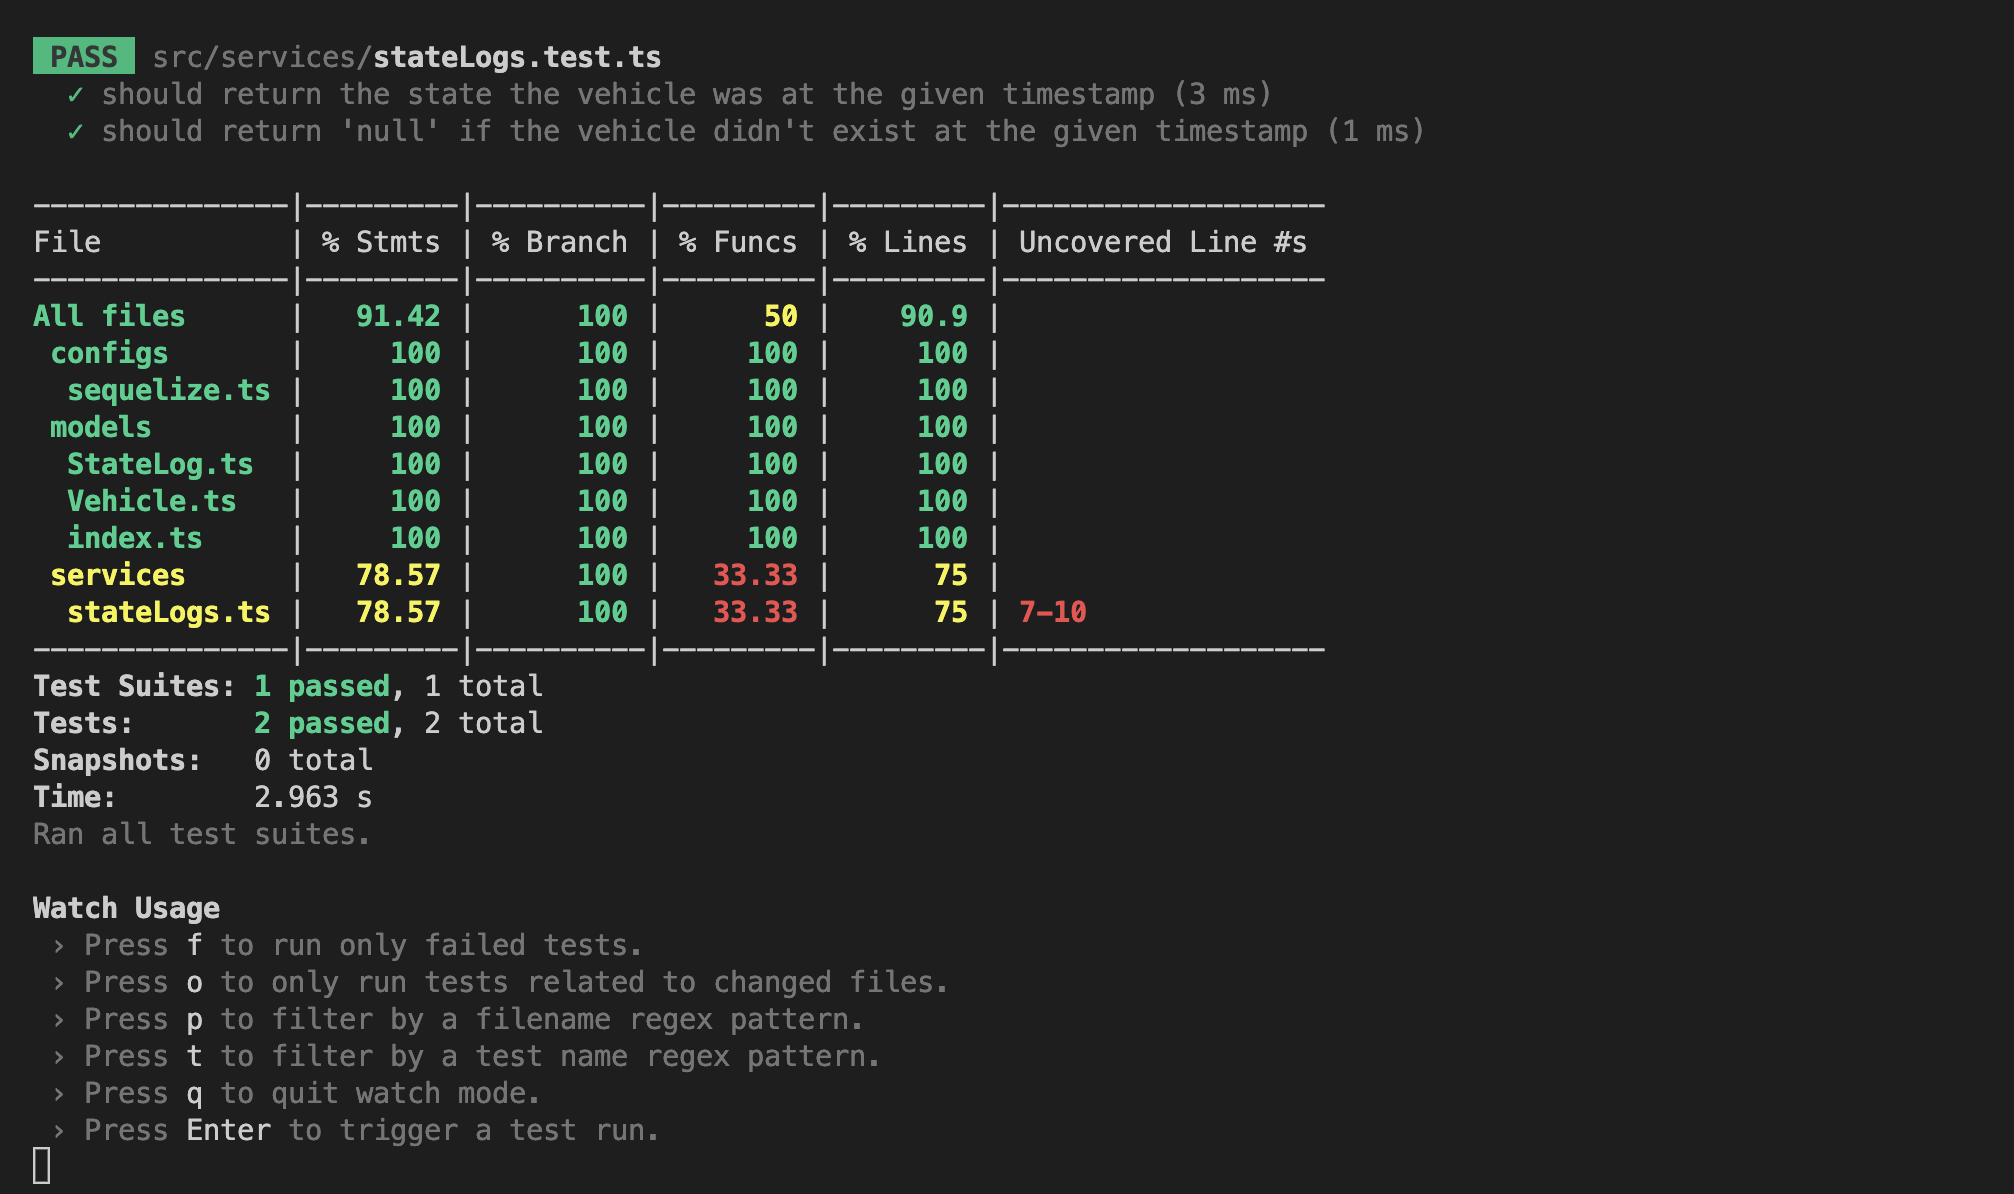 PASS src/services/stateLogs.test.ts
✓ should return the state the vehicle was at the given timestamp (3 ms)
✓ should return 'null' if the vehicle didn't exist at the given timestamp (1 ms)
---------------|---------|----------|---------|---------|-------------------
File           | % Stmts | % Branch | % Funcs | % Lines | Uncovered Line #s
---------------|---------|----------|---------|---------|-------------------
All files      |   91.42 |      100 |      50 |    90.9 |
 configs       |     100 |      100 |     100 |     100 |
  sequelize.ts |     100 |      100 |     100 |     100 |
 models        |     100 |      100 |     100 |     100 |
  StateLog.ts  |     100 |      100 |     100 |     100 |
  Vehicle.ts   |     100 |      100 |     100 |     100 |
  index.ts     |     100 |      100 |     100 |     100 |
 services      |   78.57 |      100 |   33.33 |      75 |
  stateLogs.ts |   78.57 |      100 |   33.33 |      75 | 7-10
---------------|---------|----------|---------|---------|-------------------
Test Suites: 1 passed, 1 total
Tests:       2 passed, 2 total
Snapshots:   0 total
Time:        2.963 s
Ran all test suites.
Watch Usage
 › Press f to run only failed tests.
 › Press o to only run tests related to changed files.
 › Press p to filter by a filename regex pattern.
 › Press t to filter by a test name regex pattern.
 › Press q to quit watch mode.
 › Press Enter to trigger a test run.